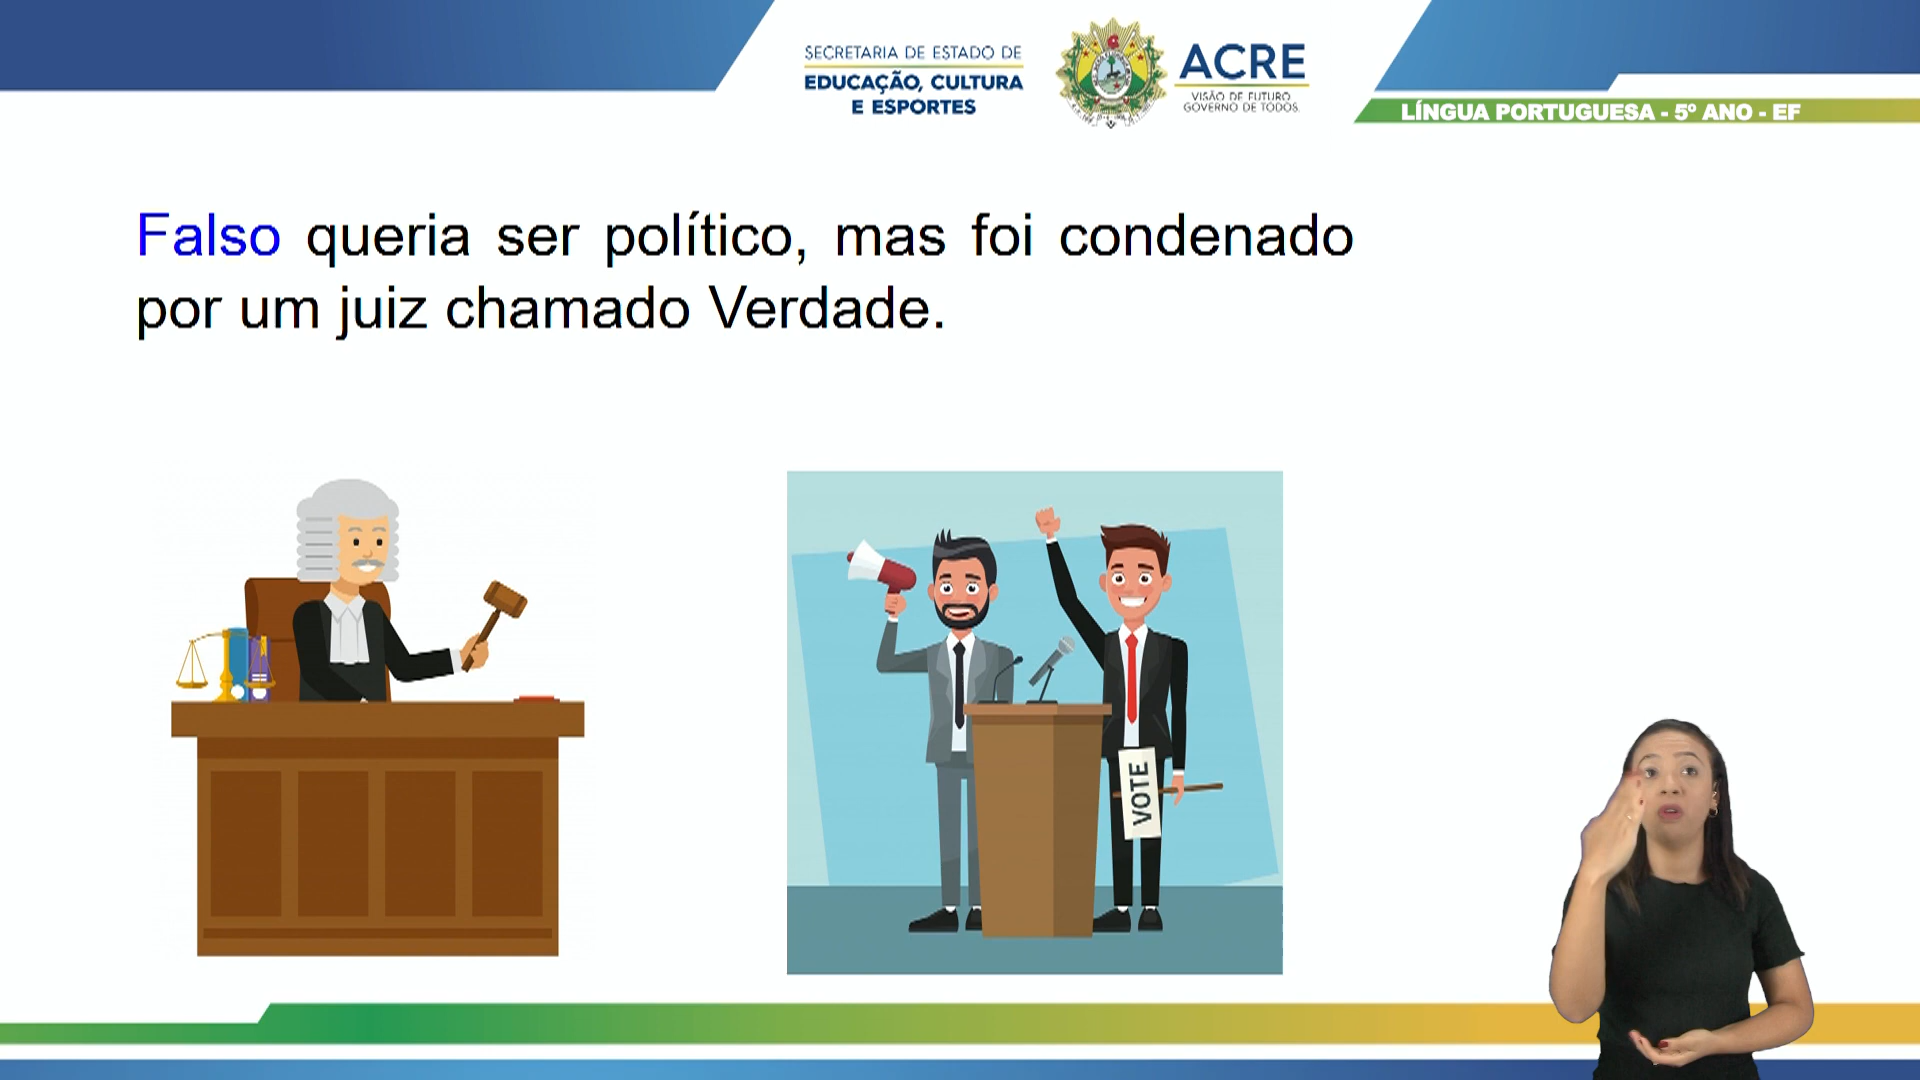 SECRETARIA DE ESTADO DE
EDUCAÇÃO, CULTURA
E ESPORTES
ACRE
VISÃO DE FUTURO
GOVERNO DE TODOS.
LÍNGUA PORTUGUESA - 5º ANO - EF
Falso queria ser político, mas foi condenado
por um juiz chamado Verdade.
VOTE